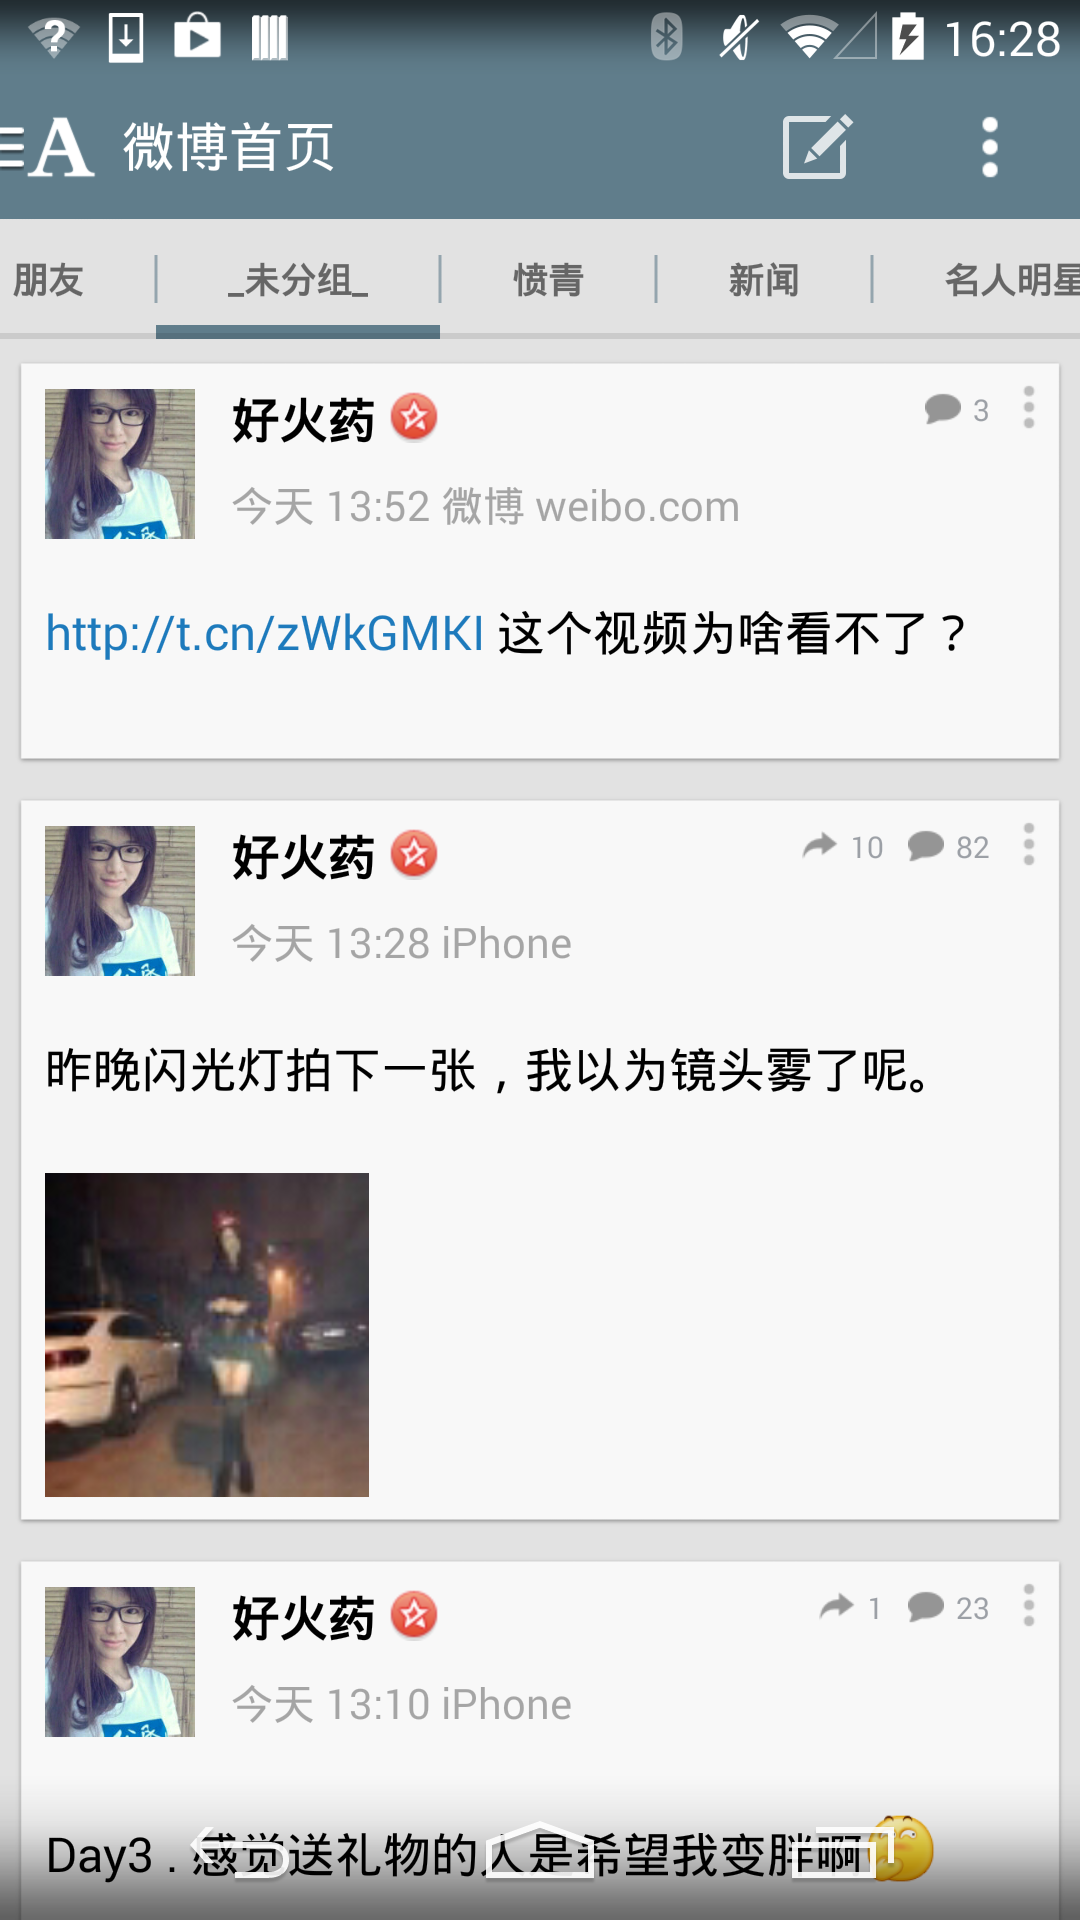 16:28
A 微博首页
朋友 _未分组_ 愤青 新闻 名人明星
好火药 3
今天 13:52 微博 weibo.com
http://t.cn/zWkGMKI 这个视频为啥看不了？
好火药 10 82
今天 13:28 iPhone
昨晚闪光灯拍下一张，我以为镜头雾了呢。
好火药 1 23
今天 13:10 iPhone
Day3 . 感觉送礼物的人是希望我变胖啊